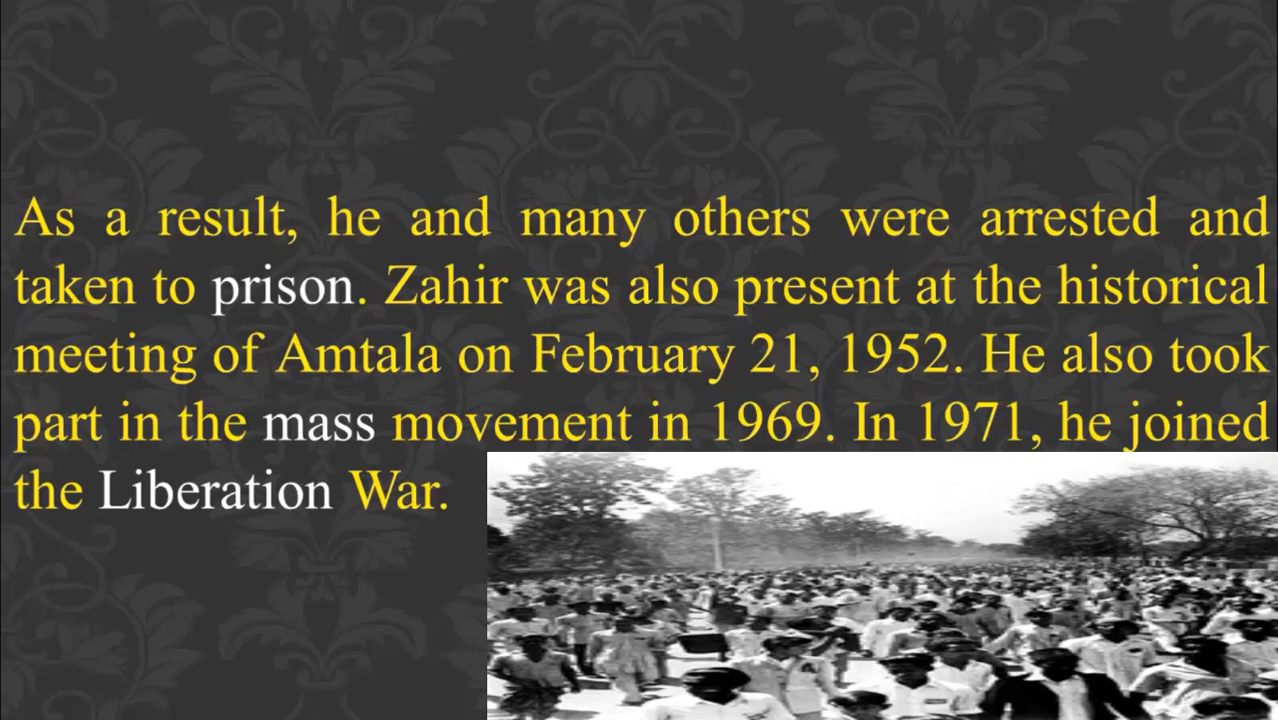 As a result, he and many others were arrested and
taken to prison. Zahir was also present at the historical
meeting of Amtala on February 21, 1952. He also took
part in the mass movement in 1969. In 1971, he joined
the Liberation War.